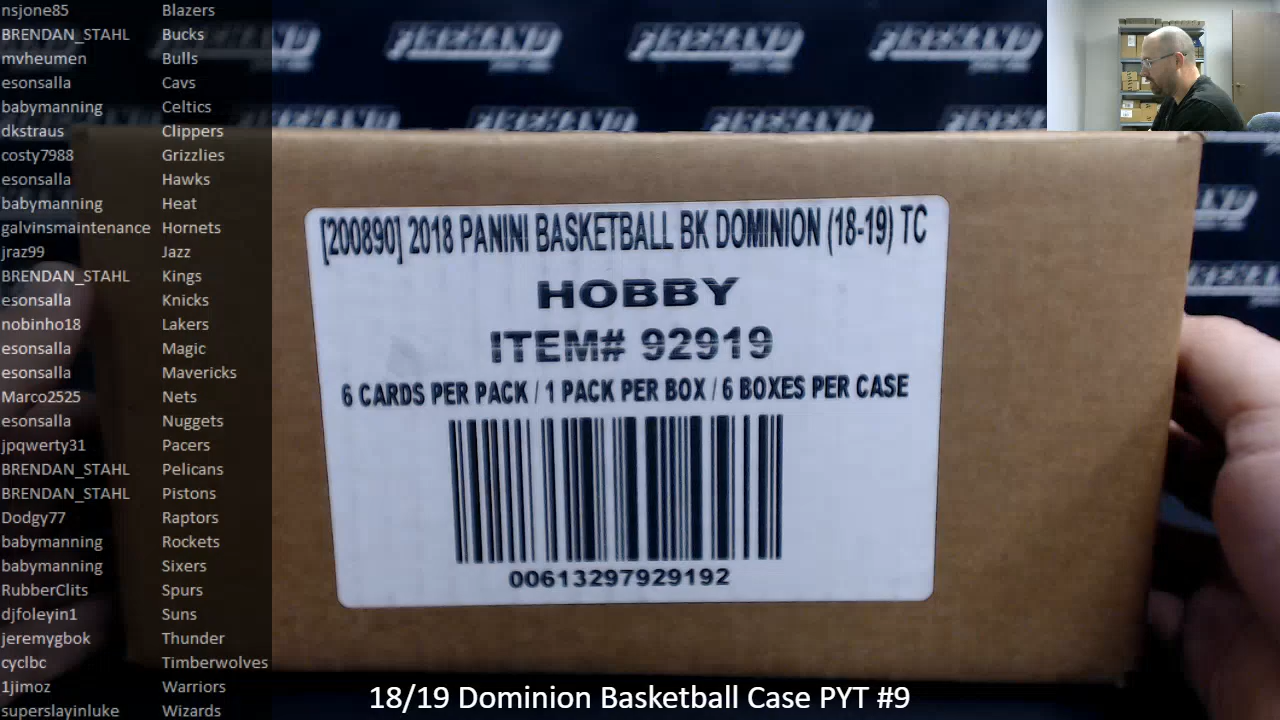 nsjone85 Blazers
BRENDAN_STAHL Bucks
mvheumen Bulls
esonsalla Cavs
babymanning Celtics
dkstraus Clippers
costy7988 Grizzlies
esonsalla Hawks
babymanning Heat
galvinsmaintenance Hornets
jraz99 Jazz
BRENDAN_STAHL Kings
esonsalla Knicks
nobinho18 Lakers
esonsalla Magic
esonsalla Mavericks
Marco2525 Nets
esonsalla Nuggets
jpqwerty31 Pacers
BRENDAN_STAHL Pelicans
BRENDAN_STAHL Pistons
Dodgy77 Raptors
babymanning Rockets
babymanning Sixers
RubberClits Spurs
djfoleyin1 Suns
jeremygbok Thunder
cyclbc Timberwolves
1jimoz Warriors
superslayinluke Wizards
[200890] 2018 PANINI BASKETBALL BK DOMINION (18-19) TC
HOBBY
ITEM# 92919
6 CARDS PER PACK / 1 PACK PER BOX / 6 BOXES PER CASE
00613297929192
18/19 Dominion Basketball Case PYT #9